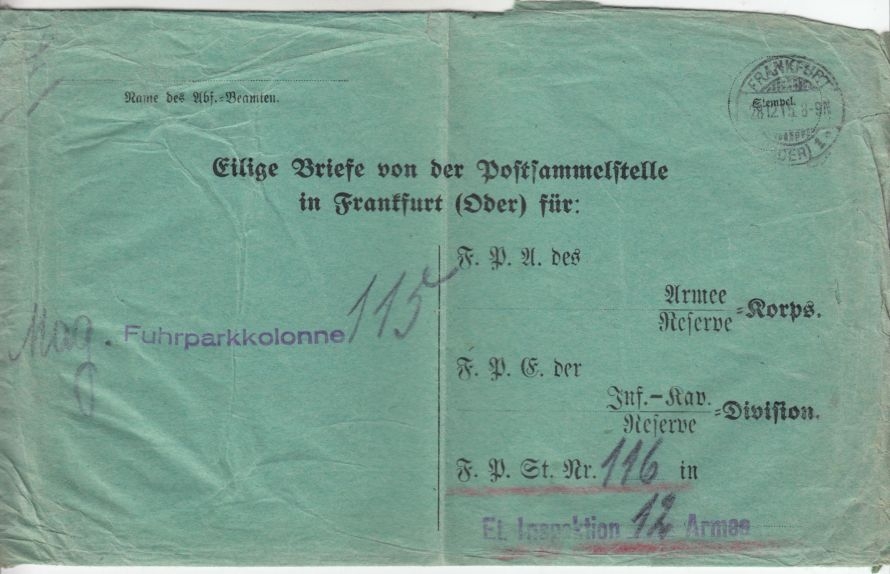 Name des Abs.-Beamten.
FRANKFURT
Stempel.
28.12.15. 8-9N
(ODER) 1
Eilige Briefe von der Postsammelstelle
in Frankfurt (Oder) für:
F. P. A. des
Armee
Reserve
-Korps.
Mag. Fuhrparkkolonne 115
F. P. E. der
Inf.-Kav.
Reserve
-Division.
F. P. St. Nr. 116 in
Et. Inspektion 12 Armee